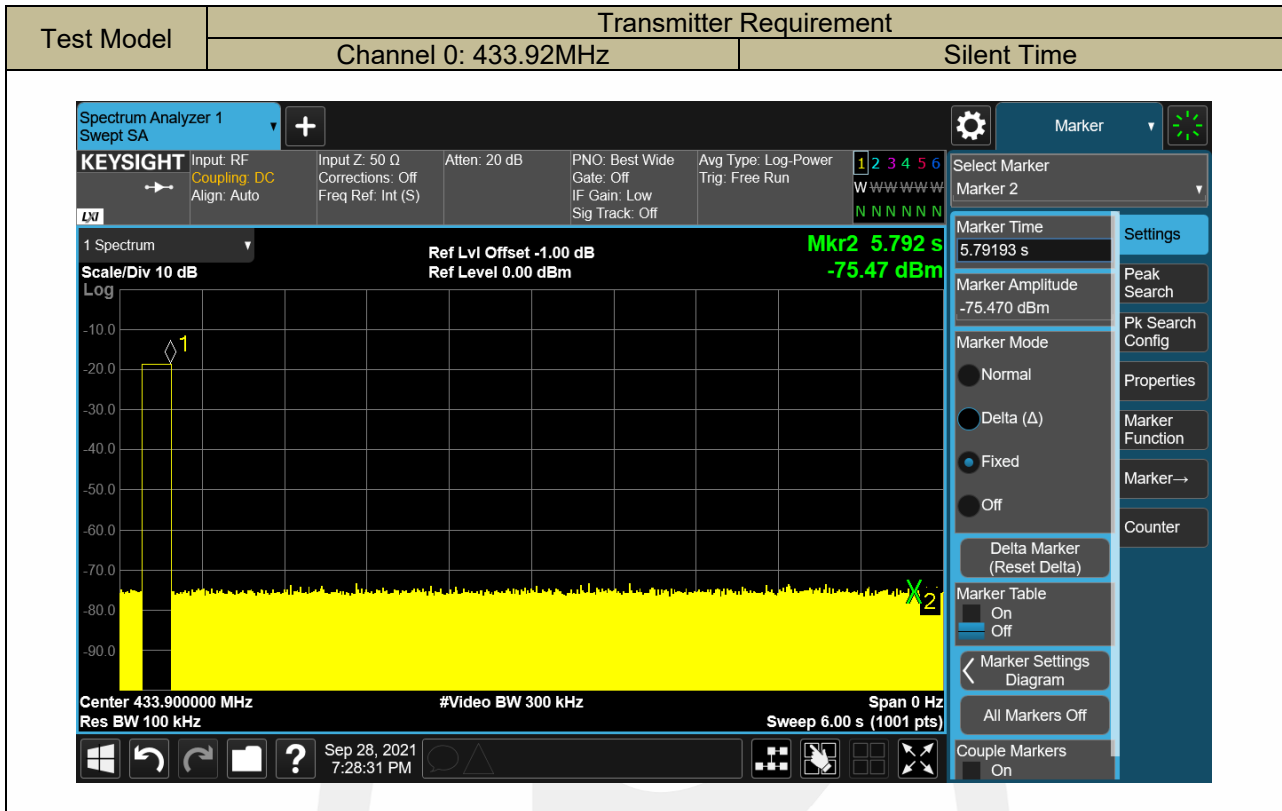 Test Model
Transmitter Requirement
Channel 0: 433.92MHz
Silent Time
Spectrum Analyzer 1
Swept SA
Marker
KEYSIGHT
LXI
Input: RF
Coupling: DC
Align: Auto
Input Z: 50 Ω
Corrections: Off
Freq Ref: Int (S)
Atten: 20 dB
PNO: Best Wide
Gate: Off
IF Gain: Low
Sig Track: Off
Avg Type: Log-Power
Trig: Free Run
1 2 3 4 5 6
W W W W W W
N N N N N N
1 Spectrum
Scale/Div 10 dB
Log
Ref Lvl Offset -1.00 dB
Ref Level 0.00 dBm
Mkr2 5.792 s
-75.47 dBm
-10.0
-20.0
-30.0
-40.0
-50.0
-60.0
-70.0
-80.0
-90.0
1
2
Center 433.900000 MHz
Res BW 100 kHz
#Video BW 300 kHz
Span 0 Hz
Sweep 6.00 s (1001 pts)
Select Marker
Marker 2
Marker Time
5.79193 s
Marker Amplitude
-75.470 dBm
Marker Mode
Normal
Delta (Δ)
Fixed
Off
Delta Marker
(Reset Delta)
Marker Table
On
Off
Marker Settings
Diagram
All Markers Off
Couple Markers
On
Settings
Peak
Search
Pk Search
Config
Properties
Marker
Function
Marker→
Counter
?
Sep 28, 2021
7:28:31 PM